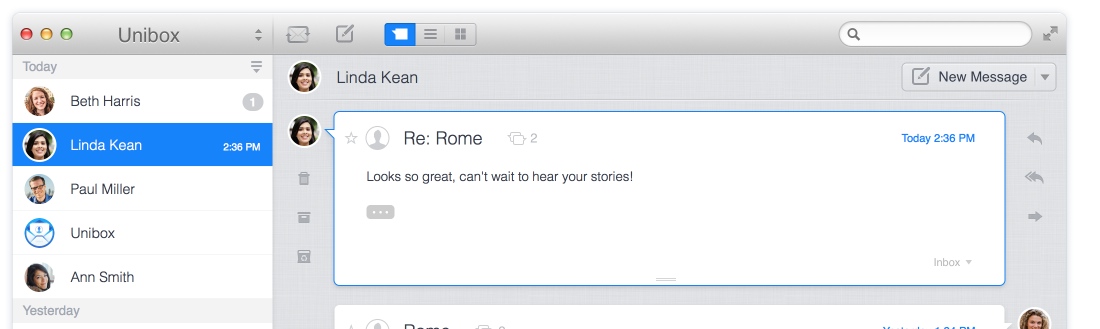 Unibox
Today
Beth Harris 1
Linda Kean 2:36 PM
Paul Miller
Unibox
Ann Smith
Yesterday
Linda Kean
New Message
Re: Rome 2 Today 2:36 PM
Looks so great, can't wait to hear your stories!
Inbox
Rome